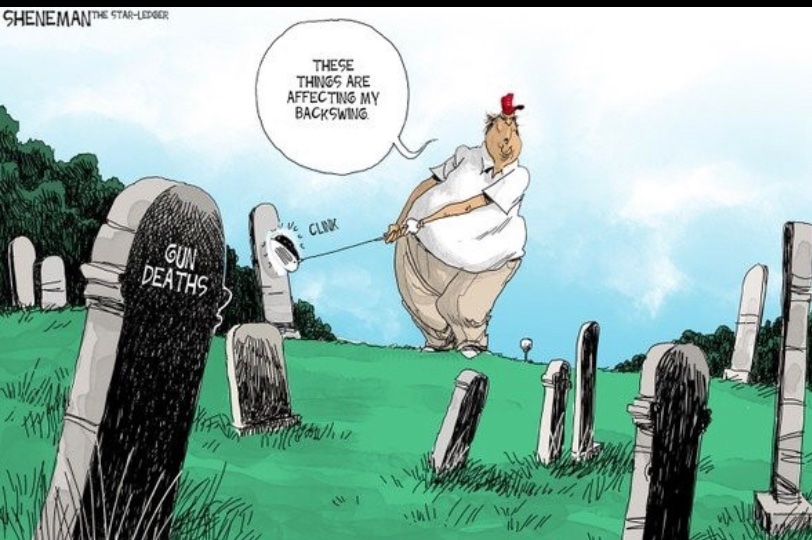 SHENEMAN THE STAR-LEDGER
THESE
THINGS ARE
AFFECTING MY
BACKSWING.
CLINK
GUN
DEATHS